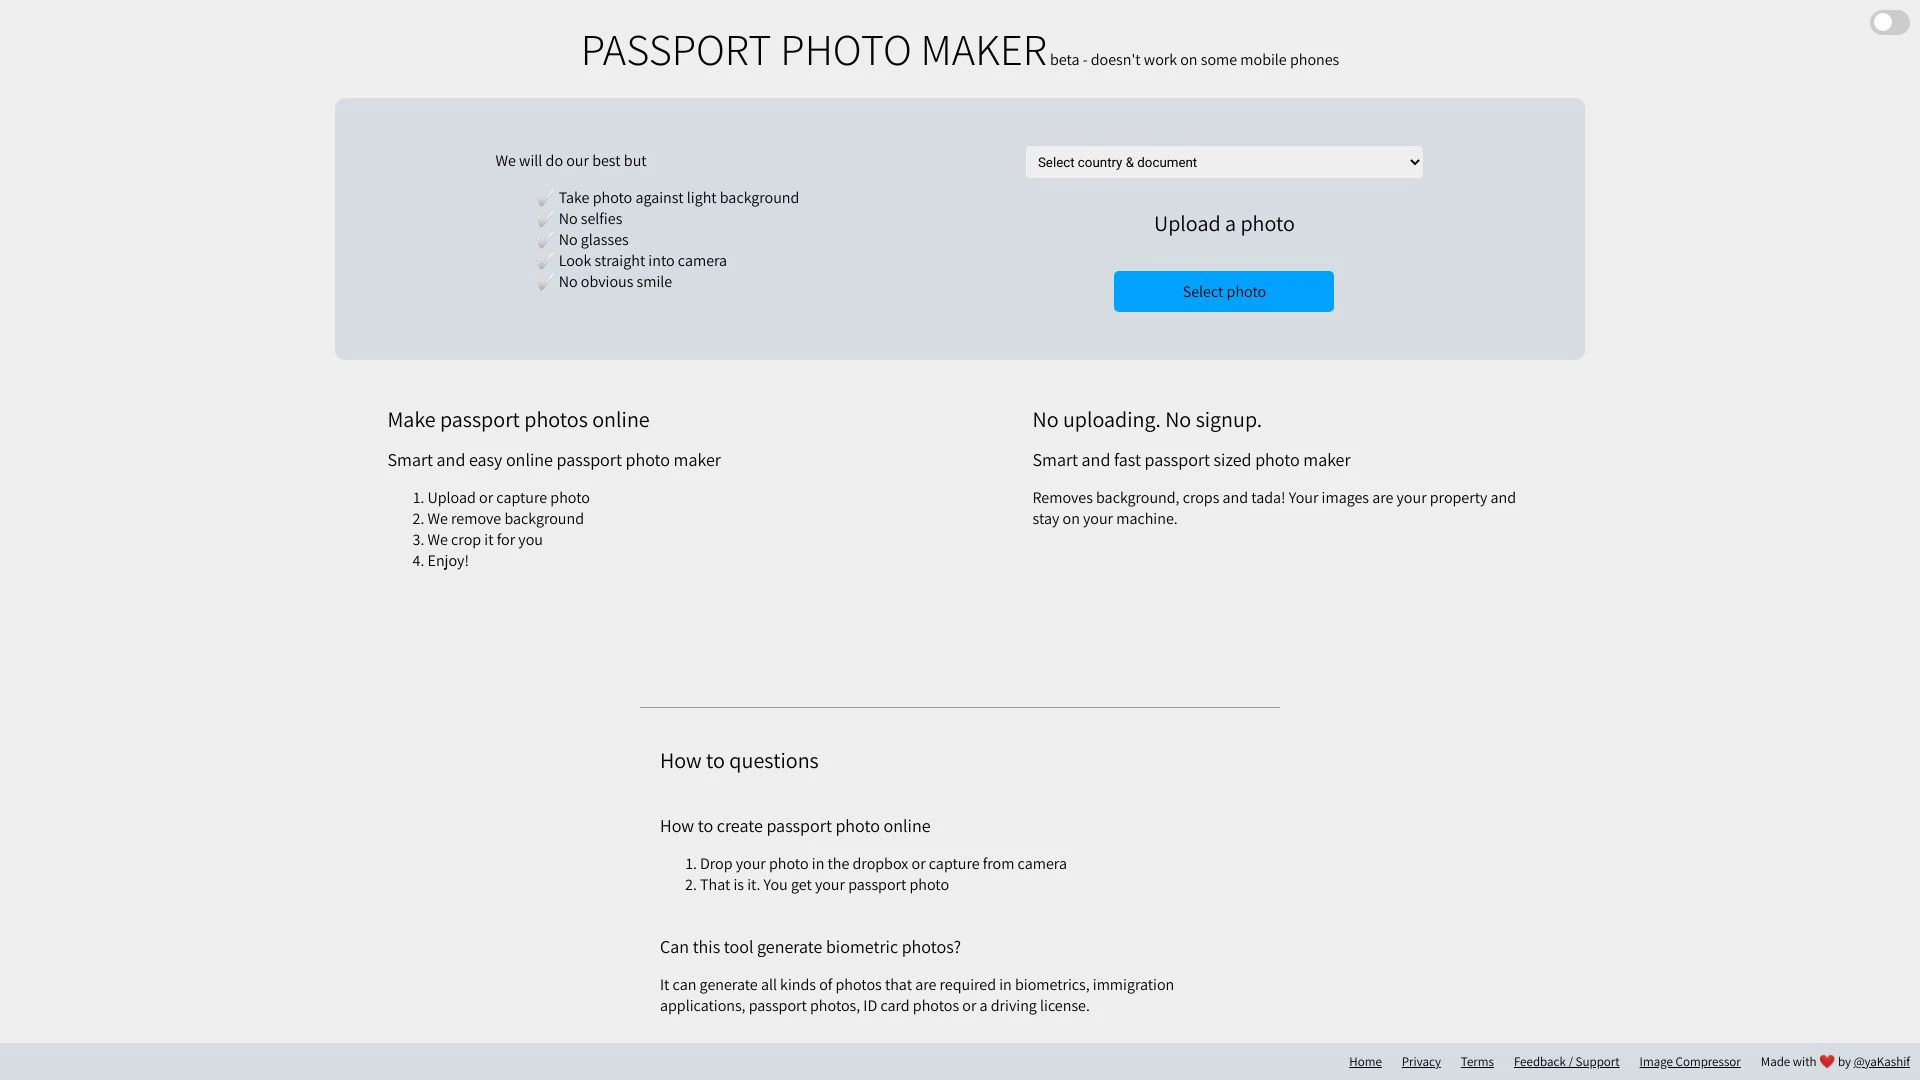 PASSPORT PHOTO MAKER beta - doesn't work on some mobile phones
We will do our best but
Take photo against light background
No selfies
No glasses
Look straight into camera
No obvious smile
Select country & document
Upload a photo
Select photo
Make passport photos online
Smart and easy online passport photo maker
1. Upload or capture photo
2. We remove background
3. We crop it for you
4. Enjoy!
No uploading. No signup.
Smart and fast passport sized photo maker
Removes background, crops and tada! Your images are your property and
stay on your machine.
How to questions
How to create passport photo online
1. Drop your photo in the dropbox or capture from camera
2. That is it. You get your passport photo
Can this tool generate biometric photos?
It can generate all kinds of photos that are required in biometrics, immigration
applications, passport photos, ID card photos or a driving license.
Home Privacy Terms Feedback / Support Image Compressor Made with ❤️ by @yaKashif